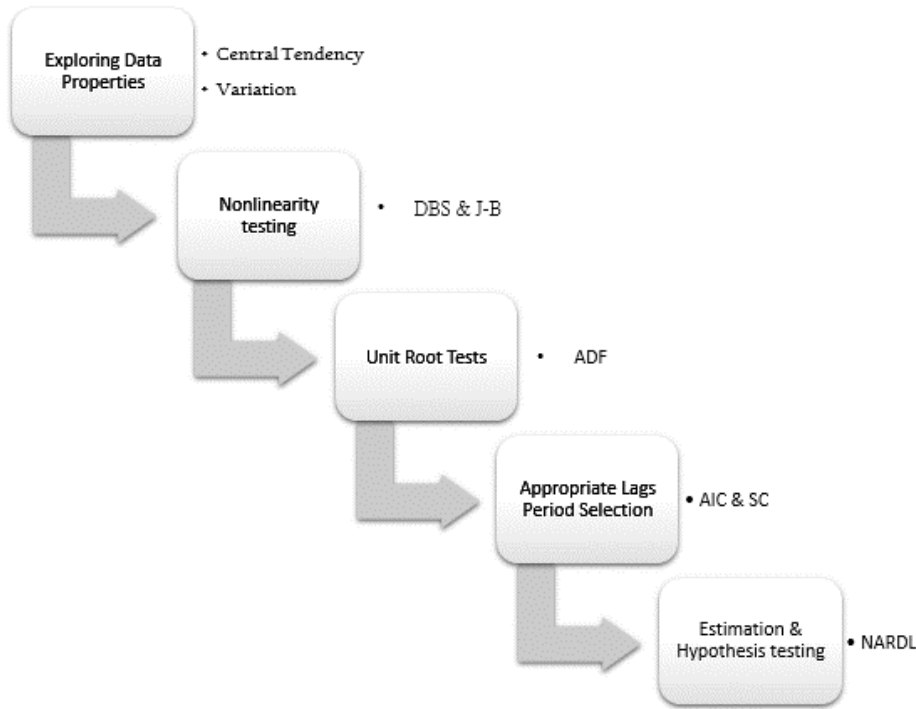 Exploring Data
Properties
• Central Tendency
• Variation
Nonlinearity
testing
• DBS & J-B
Unit Root Tests
• ADF
Appropriate Lags
Period Selection
• AIC & SC
Estimation &
Hypothesis testing
• NARDL